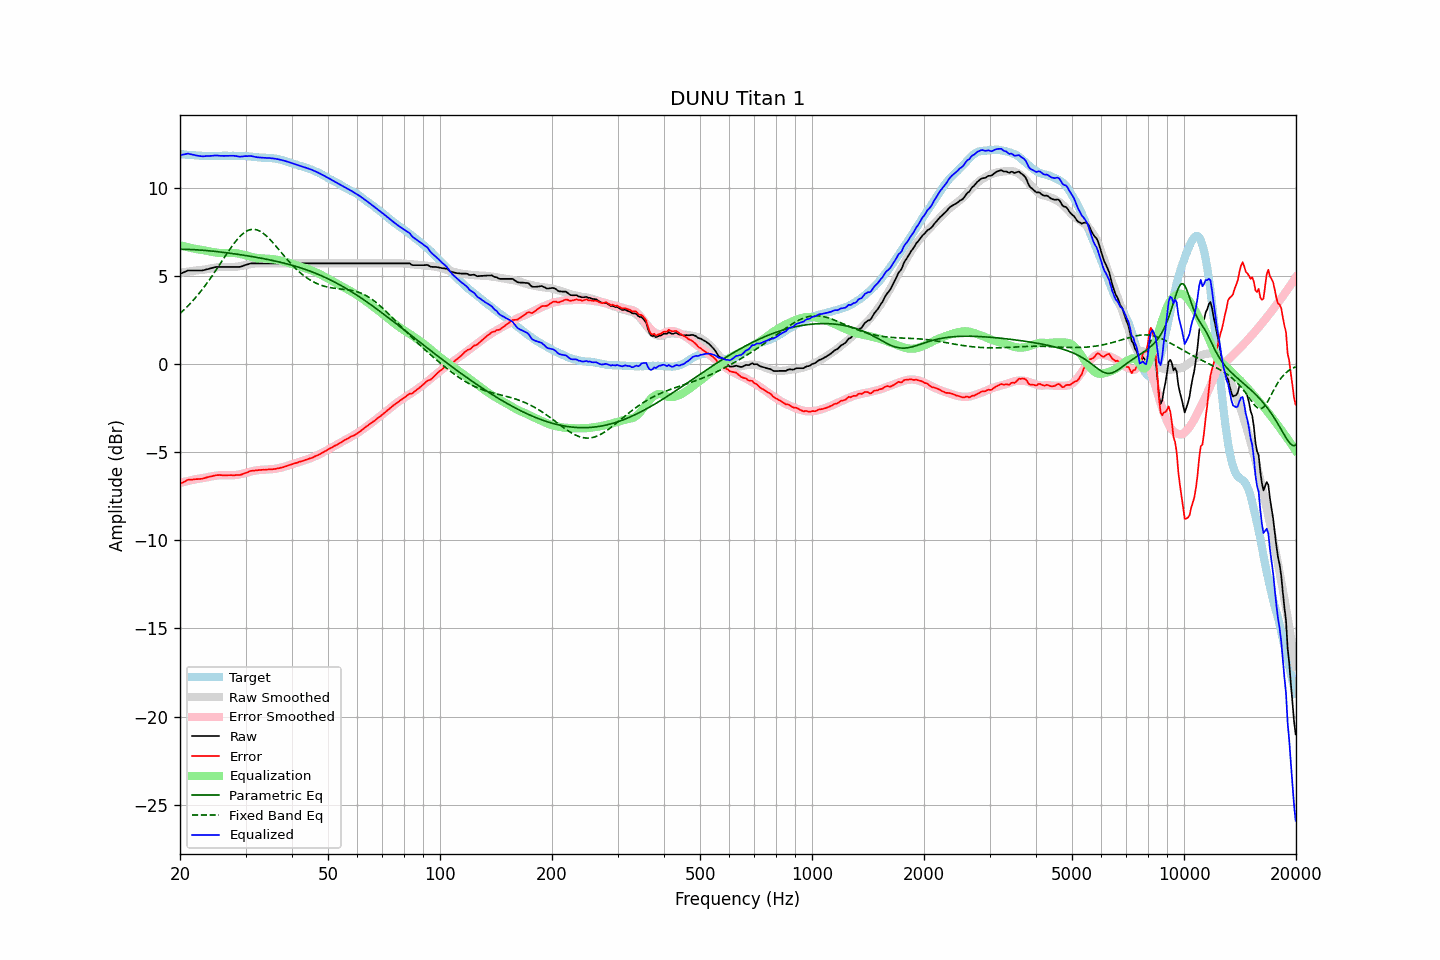 DUNU Titan 1
Amplitude (dBr)
10
5
0
−5
−10
−15
−20
−25
Target
Raw Smoothed
Error Smoothed
Raw
Error
Equalization
Parametric Eq
Fixed Band Eq
Equalized
20 50 100 200 500 1000 2000 5000 10000 20000
Frequency (Hz)